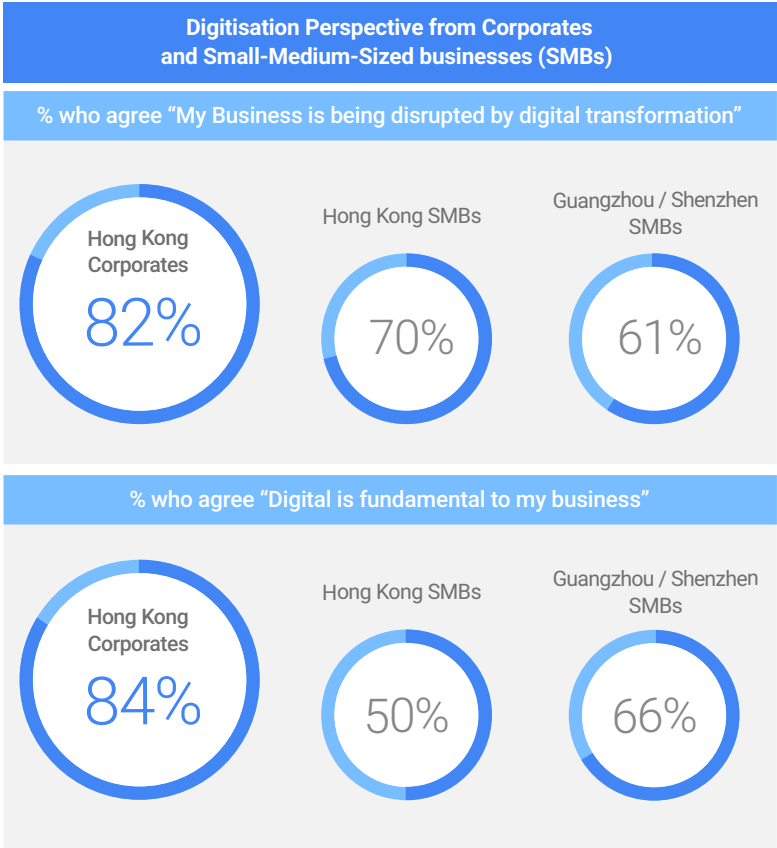 Digitisation Perspective from Corporates
and Small-Medium-Sized businesses (SMBs)
% who agree “My Business is being disrupted by digital transformation”
Hong Kong
Corporates
82%
Hong Kong SMBs
70%
Guangzhou / Shenzhen
SMBs
61%
% who agree “Digital is fundamental to my business”
Hong Kong
Corporates
84%
Hong Kong SMBs
50%
Guangzhou / Shenzhen
SMBs
66%